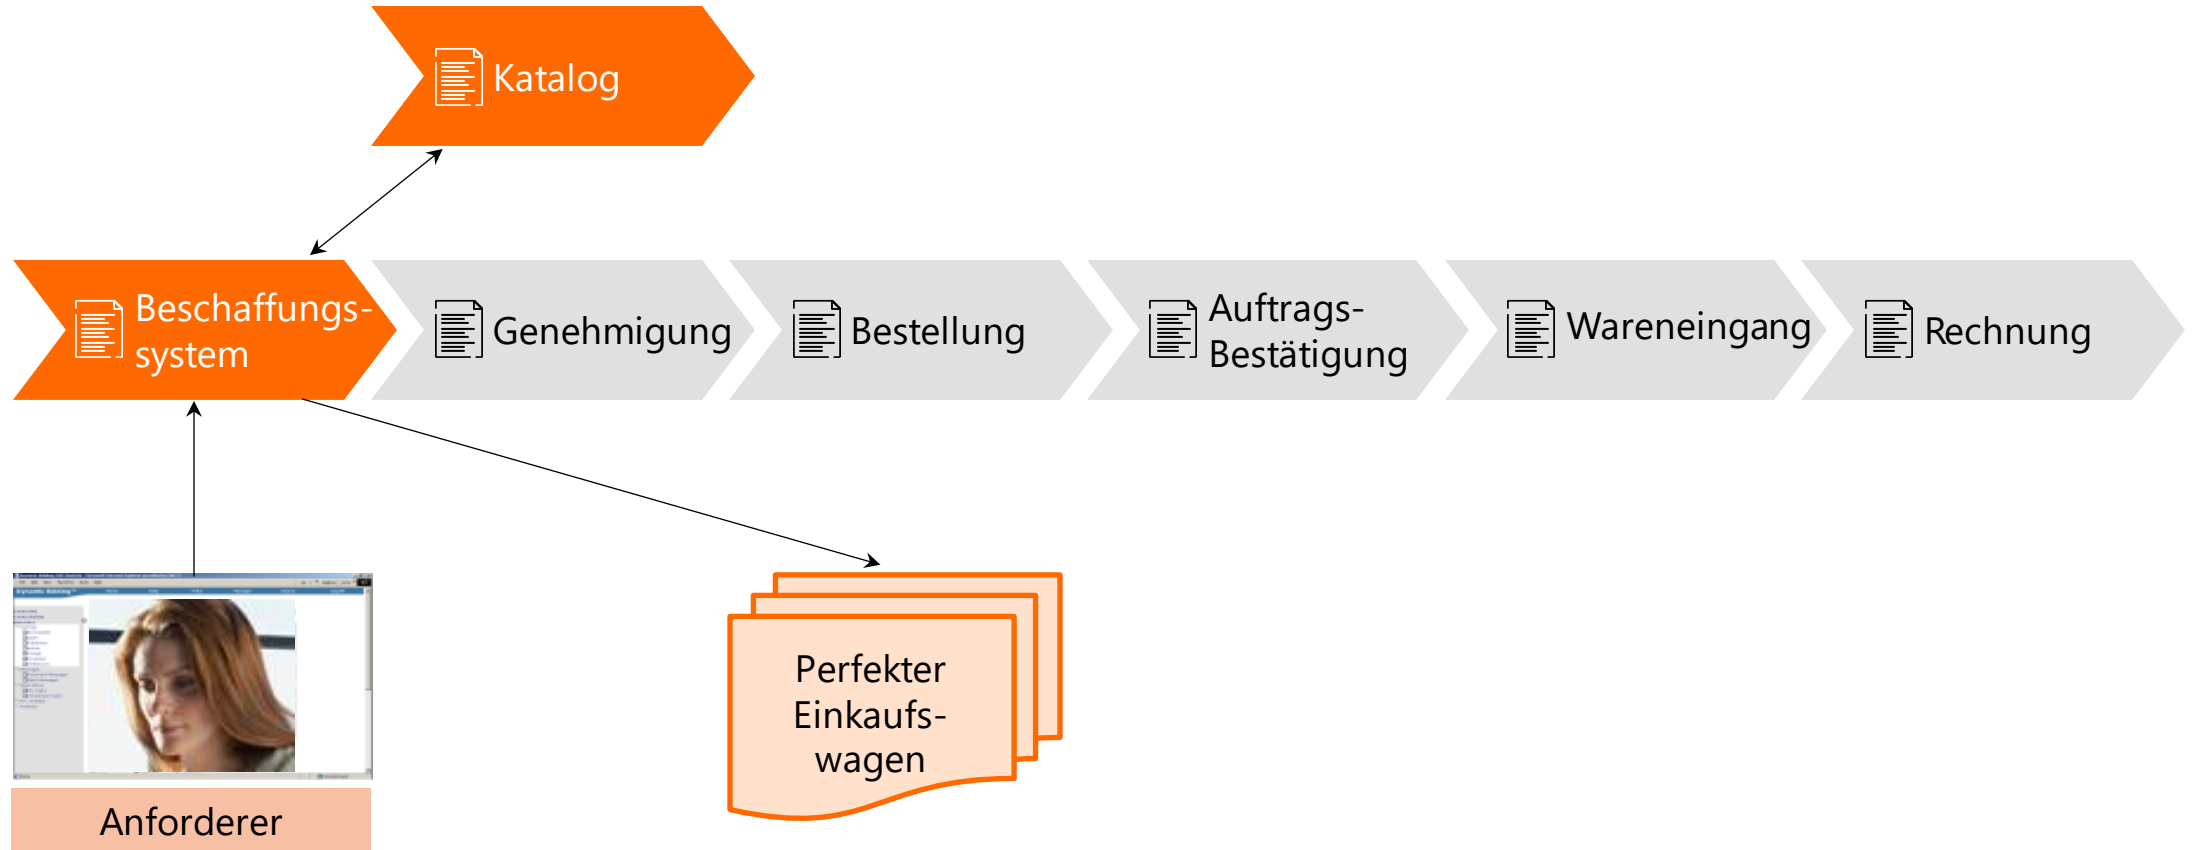 Katalog
Beschaffungs-
system
Genehmigung
Bestellung
Auftrags-
Bestätigung
Wareneingang
Rechnung
Perfekter
Einkaufs-
wagen
Anforderer